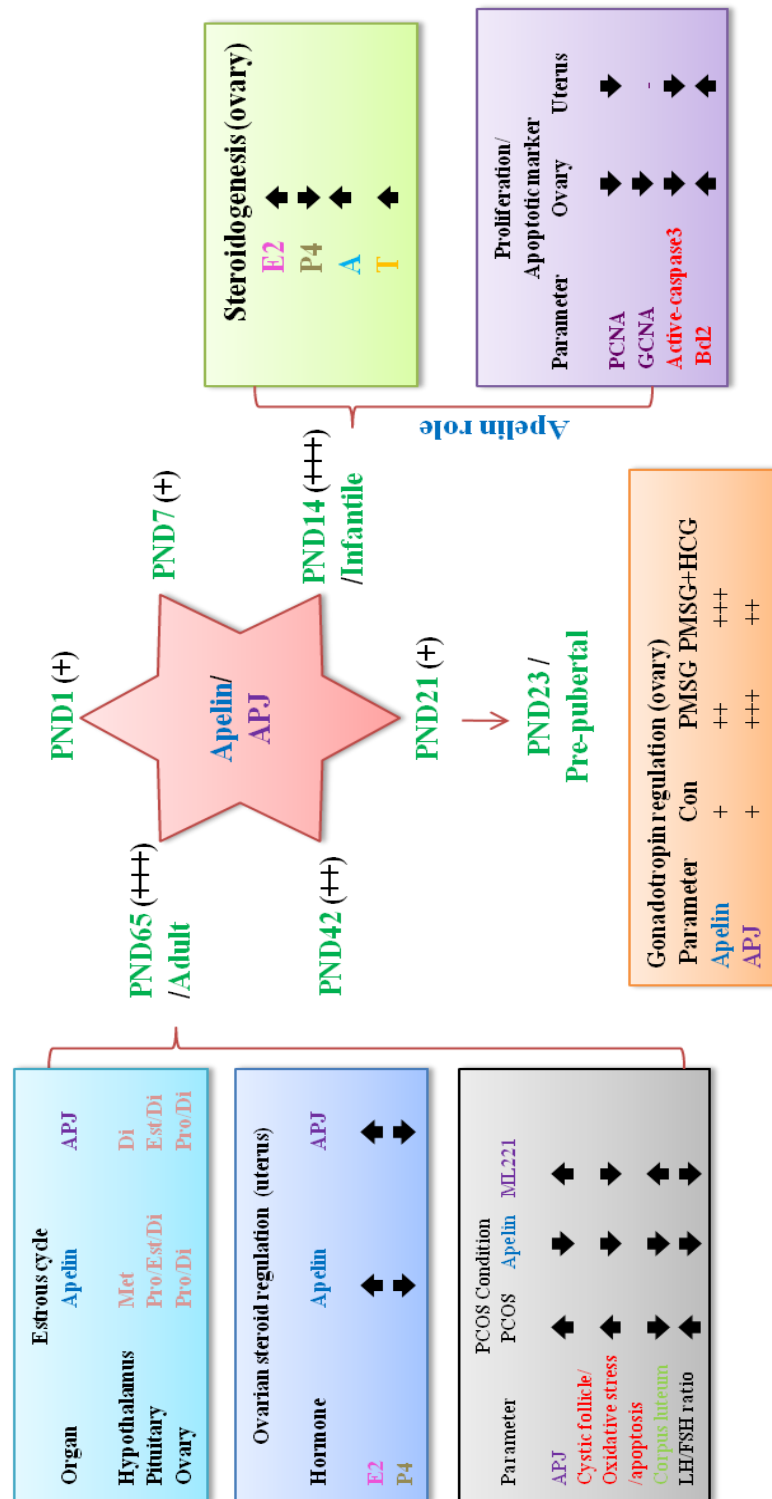 Estrous cycle
Organ Apelin APJ
Hypothalamus Met Di
Pituitary Pro/Est/Di Est/Di
Ovary Pro/Di Pro/Di
Ovarian steroid regulation (uterus)
Hormone Apelin APJ
E2 ⬆ ⬆
P4 ⬇ ⬇
PCOS Condition
Parameter PCOS Apelin ML221
APJ ⬆ ⬇ ⬆
Cystic follicle/
Oxidative stress ⬆ ⬇ ⬇
/apoptosis
Corpus luteum ⬇ ⬇ ⬆
LH/FSH ratio ⬆ ⬇ ⬇
PND1 (+)
PND7 (+)
PND14 (+++)
/Infantile
PND21 (+)
PND23 /
Pre-pubertal
PND42 (++)
PND65 (+++)
/Adult
Apelin/
APJ
Apelin role
Steroidogenesis (ovary)
E2 ⬆
P4 ⬇
A ⬆
T ⬆
Proliferation/
Apoptotic marker
Parameter Ovary Uterus
PCNA ⬇ ⬇
GCNA ⬇ -
Active-caspase3 ⬇ ⬇
Bcl2 ⬆ ⬆
Gonadotropin regulation (ovary)
Parameter Con PMSG PMSG+HCG
Apelin + ++ +++
APJ + +++ ++